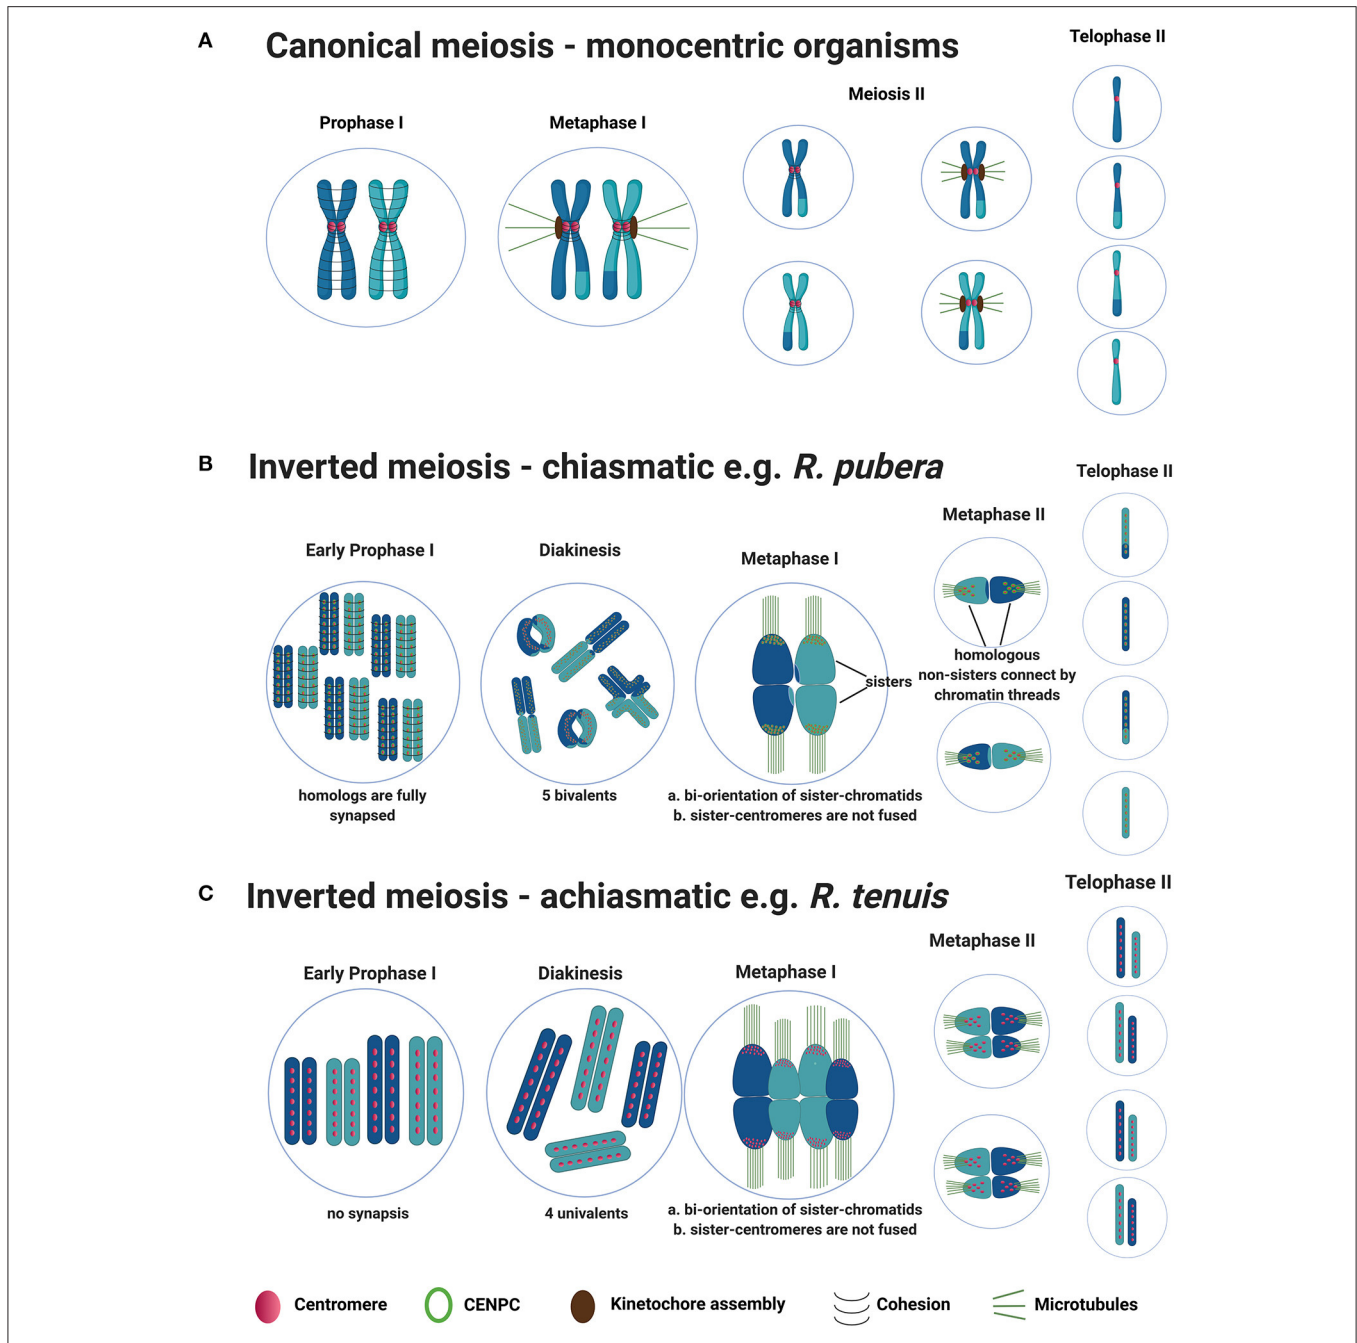 A
Canonical meiosis - monocentric organisms
Telophase II
Meiosis II
Prophase I
Metaphase I
B
Inverted meiosis - chiasmatic e.g. R. pubera
Telophase II
Metaphase II
Early Prophase I
Diakinesis
Metaphase I
sisters
homologous
non-sisters connect by
chromatin threads
homologs are fully
synapsed
5 bivalents
a. bi-orientation of sister-chromatids
b. sister-centromeres are not fused
C
Inverted meiosis - achiasmatic e.g. R. tenuis
Telophase II
Metaphase II
Early Prophase I
Diakinesis
Metaphase I
no synapsis
4 univalents
a. bi-orientation of sister-chromatids
b. sister-centromeres are not fused
Centromere
CENPC
Kinetochore assembly
Cohesion
Microtubules